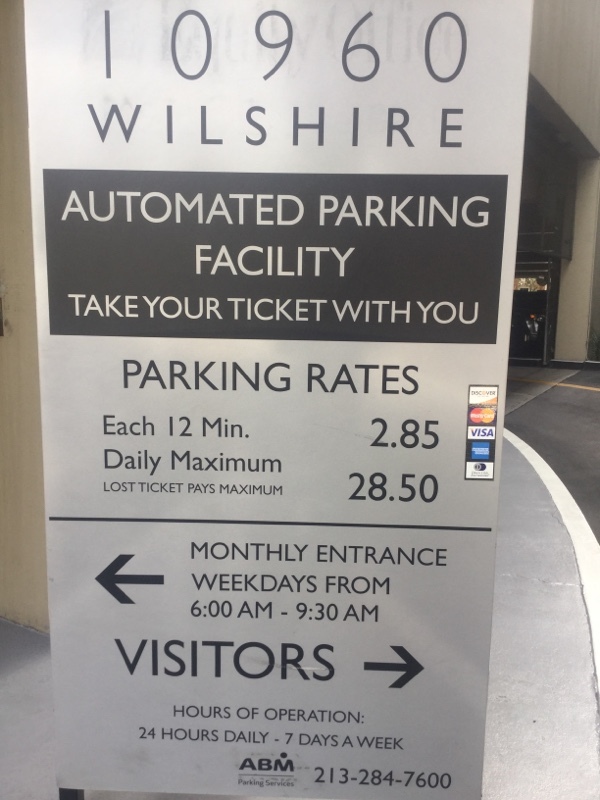 10960
WILSHIRE
AUTOMATED PARKING
FACILITY
TAKE YOUR TICKET WITH YOU
PARKING RATES
Each 12 Min. 2.85
Daily Maximum
LOST TICKET PAYS MAXIMUM 28.50
DISCOVER
MasterCard
VISA
MONTHLY ENTRANCE
WEEKDAYS FROM
6:00 AM - 9:30 AM
VISITORS
HOURS OF OPERATION:
24 HOURS DAILY - 7 DAYS A WEEK
ABM
Parking Services
213-284-7600